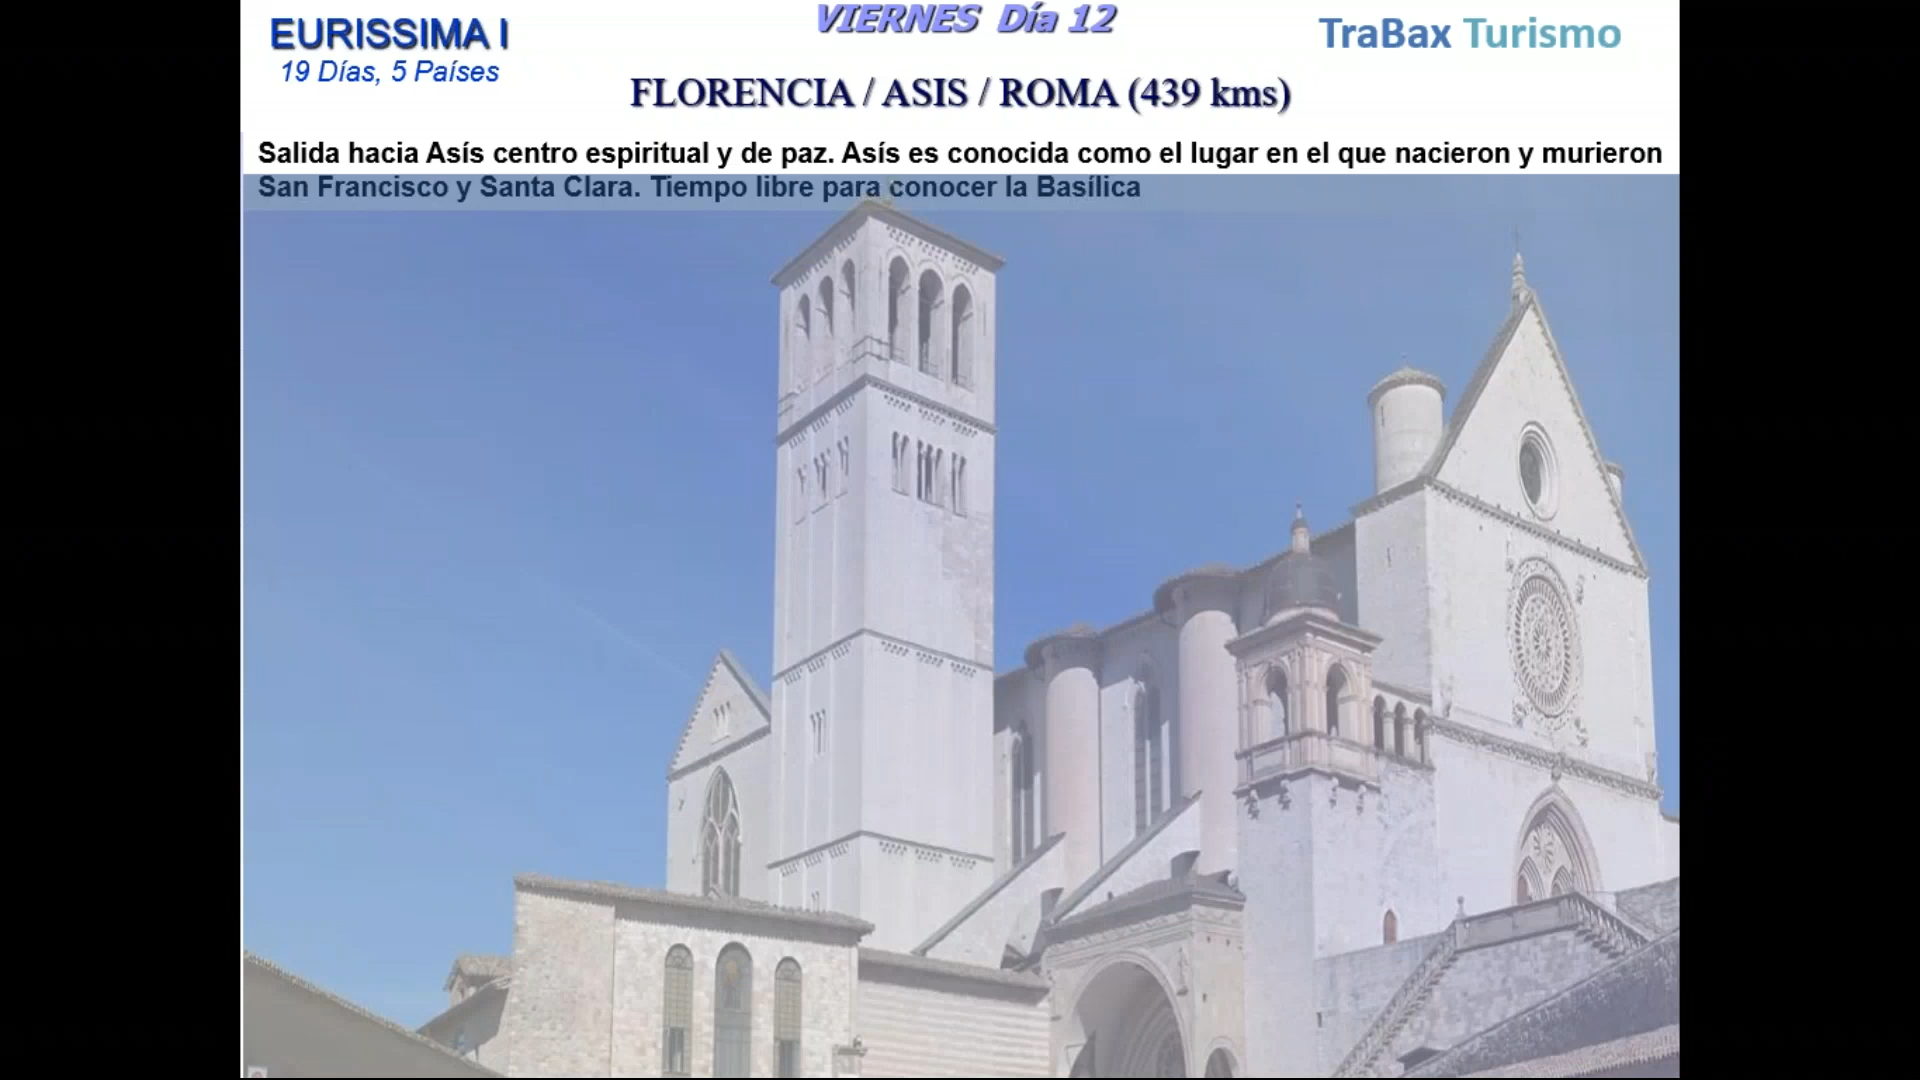 EURISSIMA I
19 Días, 5 Países
VIERNES Día 12
TraBax Turismo
FLORENCIA / ASIS / ROMA (439 kms)
Salida hacia Asís centro espiritual y de paz. Asís es conocida como el lugar en el que nacieron y murieron
San Francisco y Santa Clara. Tiempo libre para conocer la Basílica